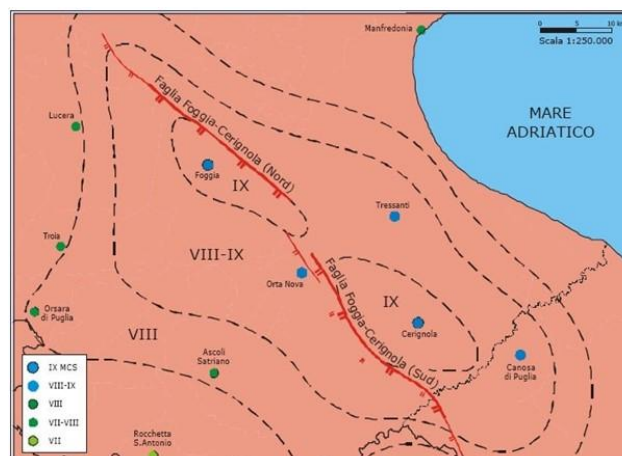 Manfredonia
0
5
10 km
Scala 1:250.000
MARE
ADRIATICO
Lucera
Faglia Foggia-Cerignola (Nord)
Foggia
IX
Tressanti
Troia
VIII-IX
Orta Nova
Faglia Foggia-Cerignola (Sud)
IX
Cerignola
Orsara
di Puglia
VIII
Ascoli
Satriano
Canosa
di Puglia
IX MCS
VIII-IX
VIII
VII-VIII
VII
Rocchetta
S.Antonio